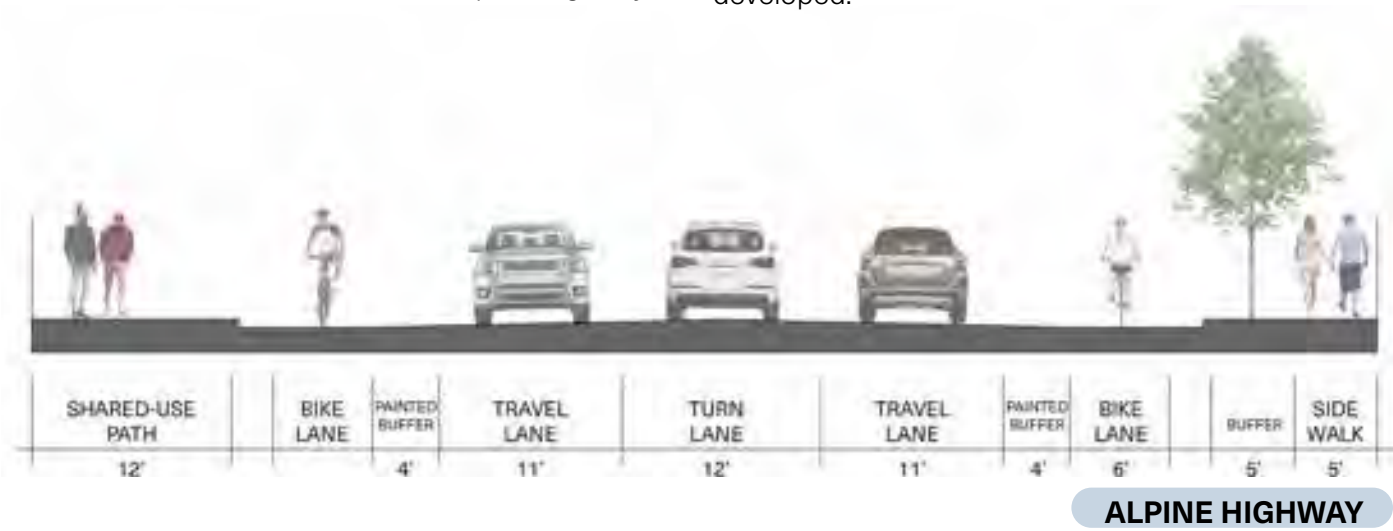 developed.
SHARED-USE PATH
BIKE LANE
PAINTED BUFFER
TRAVEL LANE
TURN LANE
TRAVEL LANE
PAINTED BUFFER
BIKE LANE
BUFFER
SIDE WALK
12' 4' 11' 12' 11' 4' 6' 5' 5'
ALPINE HIGHWAY